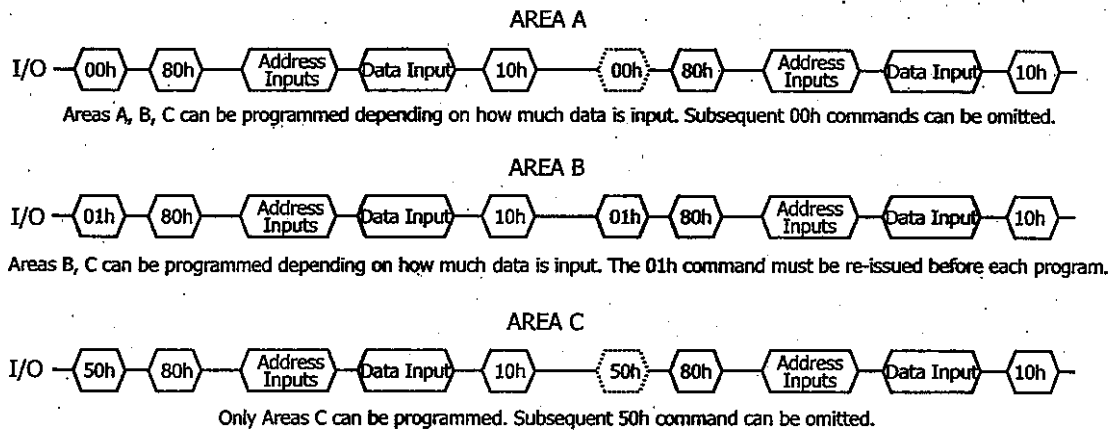 AREA A
I/O 00h 80h Address Inputs Data Input 10h 00h 80h Address Inputs Data Input 10h
Areas A, B, C can be programmed depending on how much data is input. Subsequent 00h commands can be omitted.
AREA B
I/O 01h 80h Address Inputs Data Input 10h 01h 80h Address Inputs Data Input 10h
Areas B, C can be programmed depending on how much data is input. The 01h command must be re-issued before each program.
AREA C
I/O 50h 80h Address Inputs Data Input 10h 50h 80h Address Inputs Data Input 10h
Only Areas C can be programmed. Subsequent 50h command can be omitted.